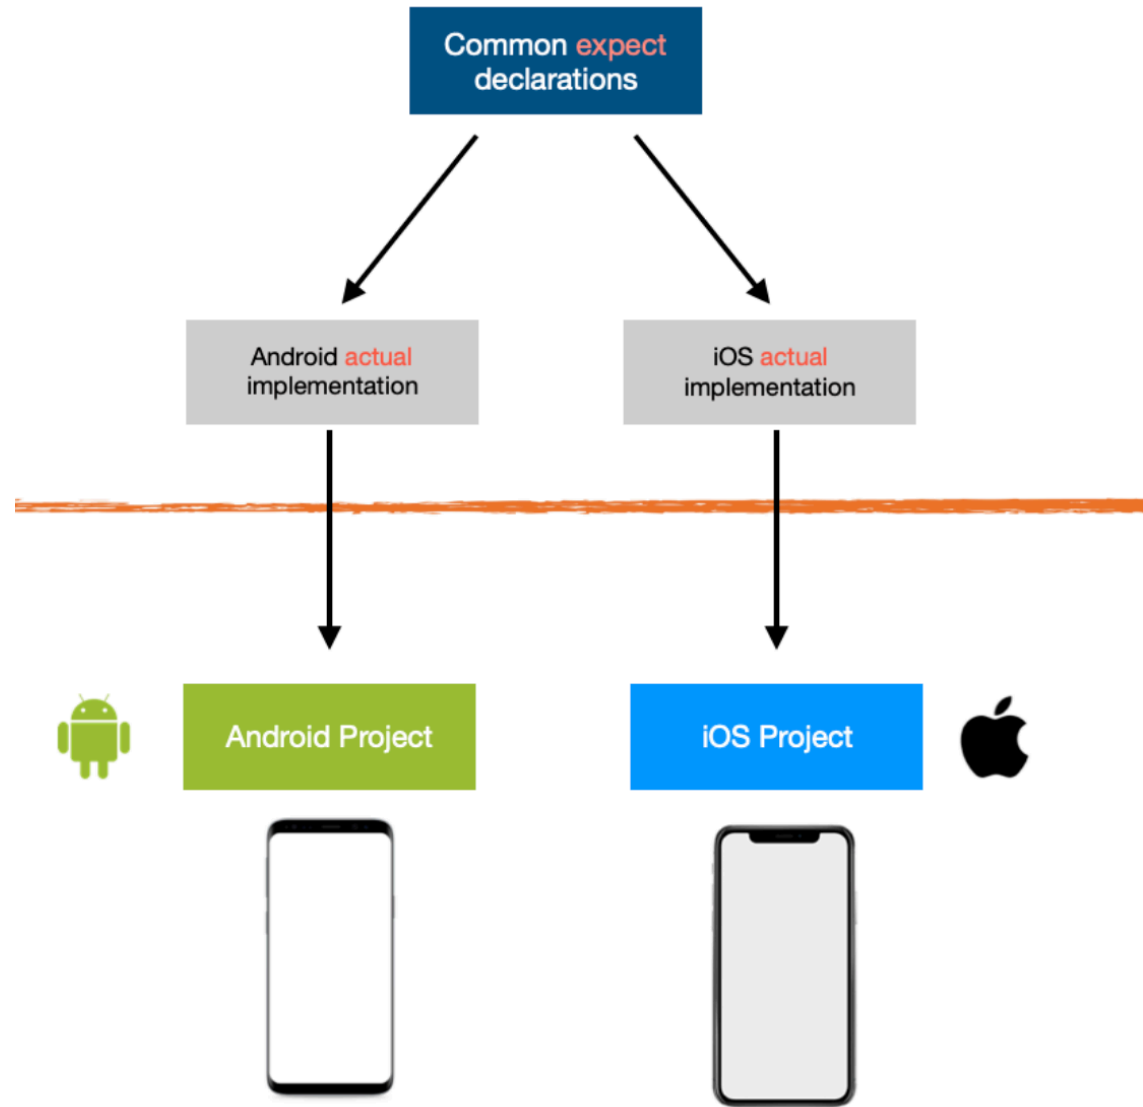 Common expect
declarations
Android actual
implementation
iOS actual
implementation
Android Project
iOS Project